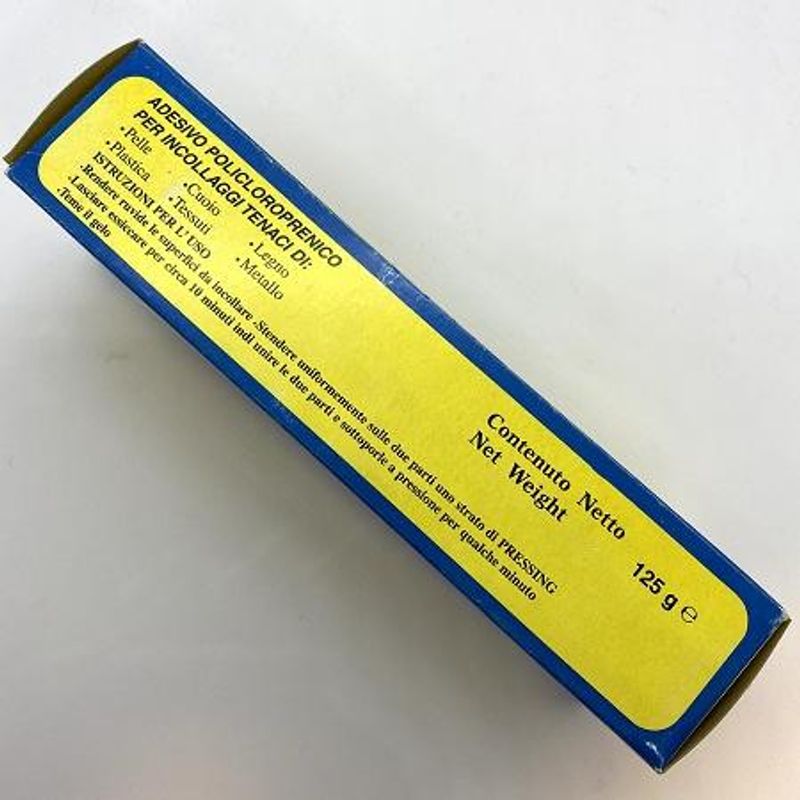 ADESIVO POLICLOROPRENICO
PER INCOLLAGGI TENACI DI:
•Pelle •Cuoio •Legno
•Plastica •Tessuti •Metallo
ISTRUZIONI PER L'USO
•Rendere ruvide le superfici da incollare •Stendere uniformemente sulle due parti uno strato di PRESSING
•Lasciare essiccare per circa 10 minuti indi unire le due parti e sottoporle a pressione per qualche minuto
•Teme il gelo
Contenuto Netto
Net Weight
125 g ℮